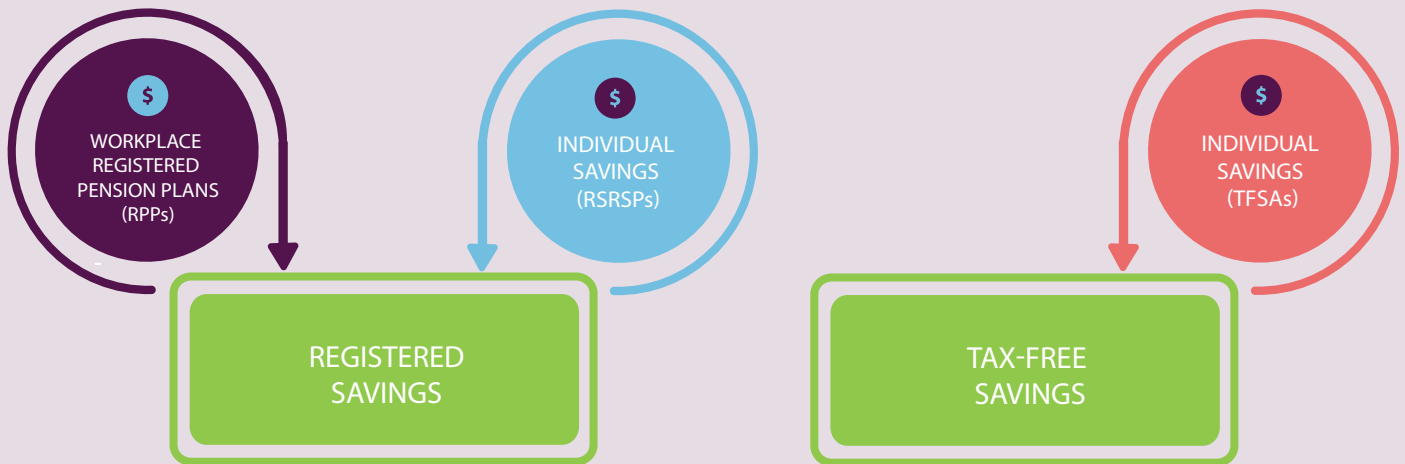 $
WORKPLACE
REGISTERED
PENSION PLANS
(RPPs)
$
INDIVIDUAL
SAVINGS
(RSRSPs)
$
INDIVIDUAL
SAVINGS
(TFSAs)
REGISTERED
SAVINGS
TAX-FREE
SAVINGS